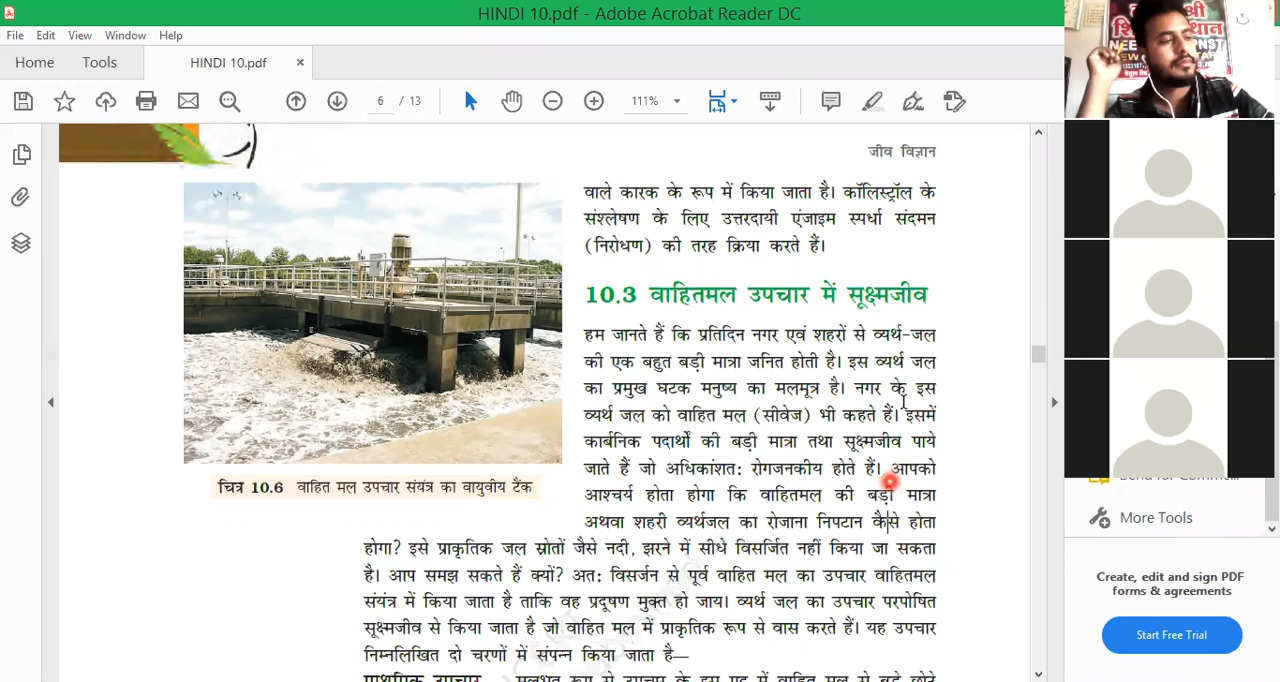 HINDI 10.pdf - Adobe Acrobat Reader DC
File Edit View Window Help
Home Tools HINDI 10.pdf ×
6 / 13 111%
जीव विज्ञान
वाले कारक के रूप में किया जाता है। कॉलिस्ट्रॉल के
संश्लेषण के लिए उत्तरदायी एंजाइम स्पर्धा संदमन
(निरोधण) की तरह क्रिया करते हैं।
10.3 वाहितमल उपचार में सूक्ष्मजीव
हम जानते हैं कि प्रतिदिन नगर एवं शहरों से व्यर्थ-जल
की एक बहुत बड़ी मात्रा जनित होती है। इस व्यर्थ जल
का प्रमुख घटक मनुष्य का मलमूत्र है। नगर के इस
व्यर्थ जल को वाहित मल (सीवेज) भी कहते हैं। इसमें
कार्बनिक पदार्थों की बड़ी मात्रा तथा सूक्ष्मजीव पाये
जाते हैं जो अधिकांशत: रोगजनकीय होते हैं। आपको
आश्चर्य होता होगा कि वाहितमल की बड़ी मात्रा
अथवा शहरी व्यर्थजल का रोजाना निपटान कैसे होता
चित्र 10.6 वाहित मल उपचार संयंत्र का वायुवीय टैंक
होगा? इसे प्राकृतिक जल स्रोतों जैसे नदी, झरने में सीधे विसर्जित नहीं किया जा सकता
है। आप समझ सकते हैं क्यों? अत: विसर्जन से पूर्व वाहित मल का उपचार वाहितमल
संयंत्र में किया जाता है ताकि वह प्रदूषण मुक्त हो जाय। व्यर्थ जल का उपचार परपोषित
सूक्ष्मजीव से किया जाता है जो वाहित मल में प्राकृतिक रूप से वास करते हैं। यह उपचार
निम्नलिखित दो चरणों में संपन्न किया जाता है—
More Tools
Create, edit and sign PDF
forms & agreements
Start Free Trial